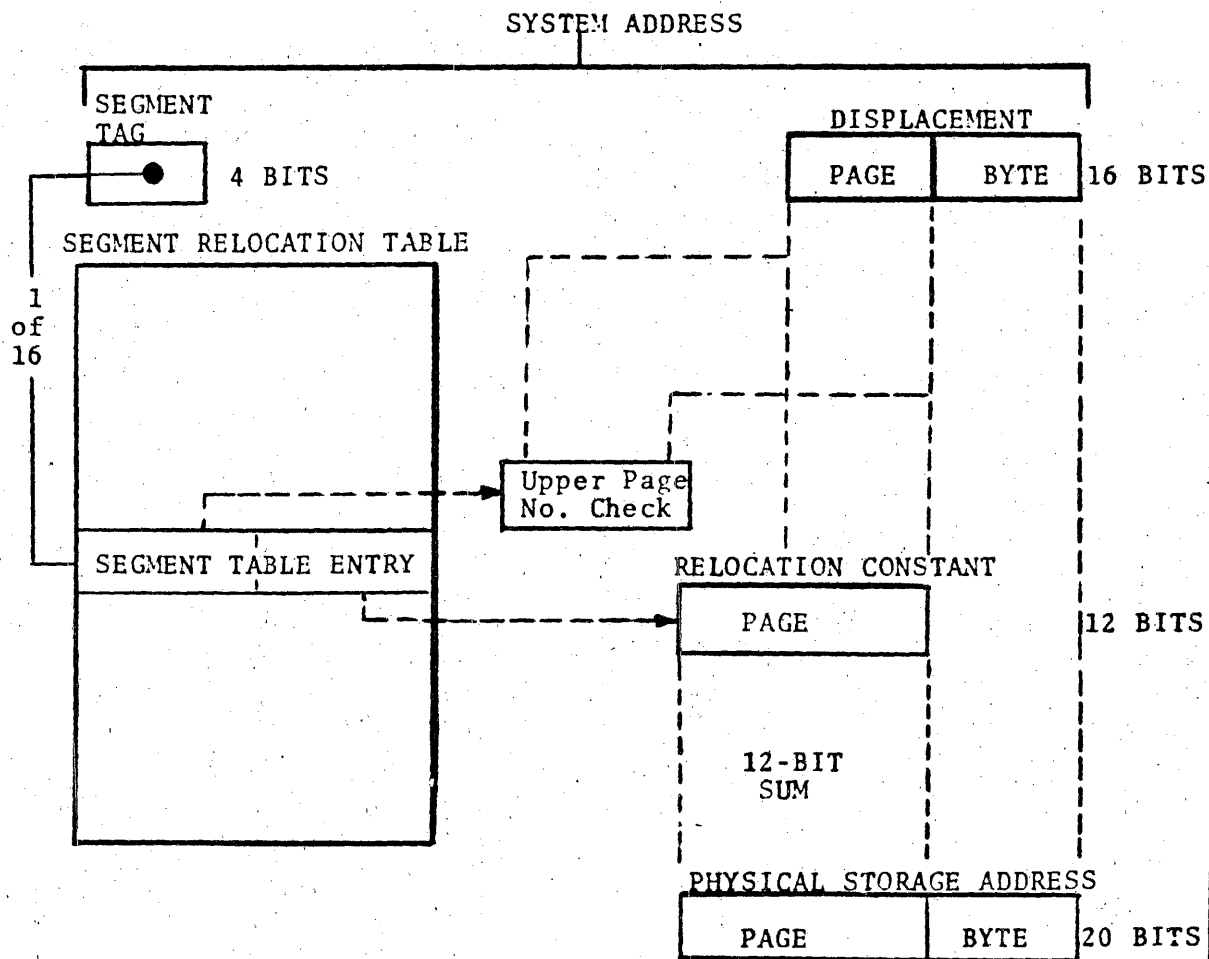 SYSTEM ADDRESS
SEGMENT
TAG
4 BITS
DISPLACEMENT
PAGE
BYTE
16 BITS
SEGMENT RELOCATION TABLE
1
of
16
Upper Page
No. Check
SEGMENT TABLE ENTRY
RELOCATION CONSTANT
PAGE
12 BITS
12-BIT
SUM
PHYSICAL STORAGE ADDRESS
PAGE
BYTE
20 BITS